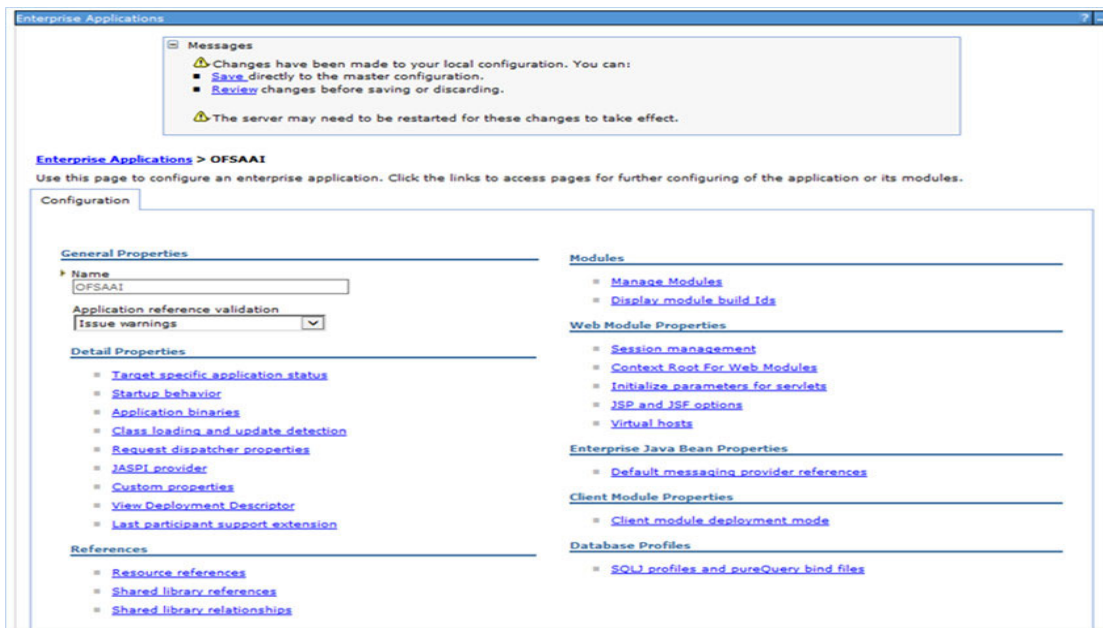 Enterprise Applications
?
Messages
Changes have been made to your local configuration. You can:
Save directly to the master configuration.
Review changes before saving or discarding.
The server may need to be restarted for these changes to take effect.
Enterprise Applications > OFSAAI
Use this page to configure an enterprise application. Click the links to access pages for further configuring of the application or its modules.
Configuration
General Properties
Name
OFSAAI
Application reference validation
Issue warnings
Detail Properties
Target specific application status
Startup behavior
Application binaries
Class loading and update detection
Request dispatcher properties
JASPI provider
Custom properties
View Deployment Descriptor
Last participant support extension
References
Resource references
Shared library references
Shared library relationships
Modules
Manage Modules
Display module build Ids
Web Module Properties
Session management
Context Root For Web Modules
Initialize parameters for servlets
JSP and JSF options
Virtual hosts
Enterprise Java Bean Properties
Default messaging provider references
Client Module Properties
Client module deployment mode
Database Profiles
SQLJ profiles and pureQuery bind files